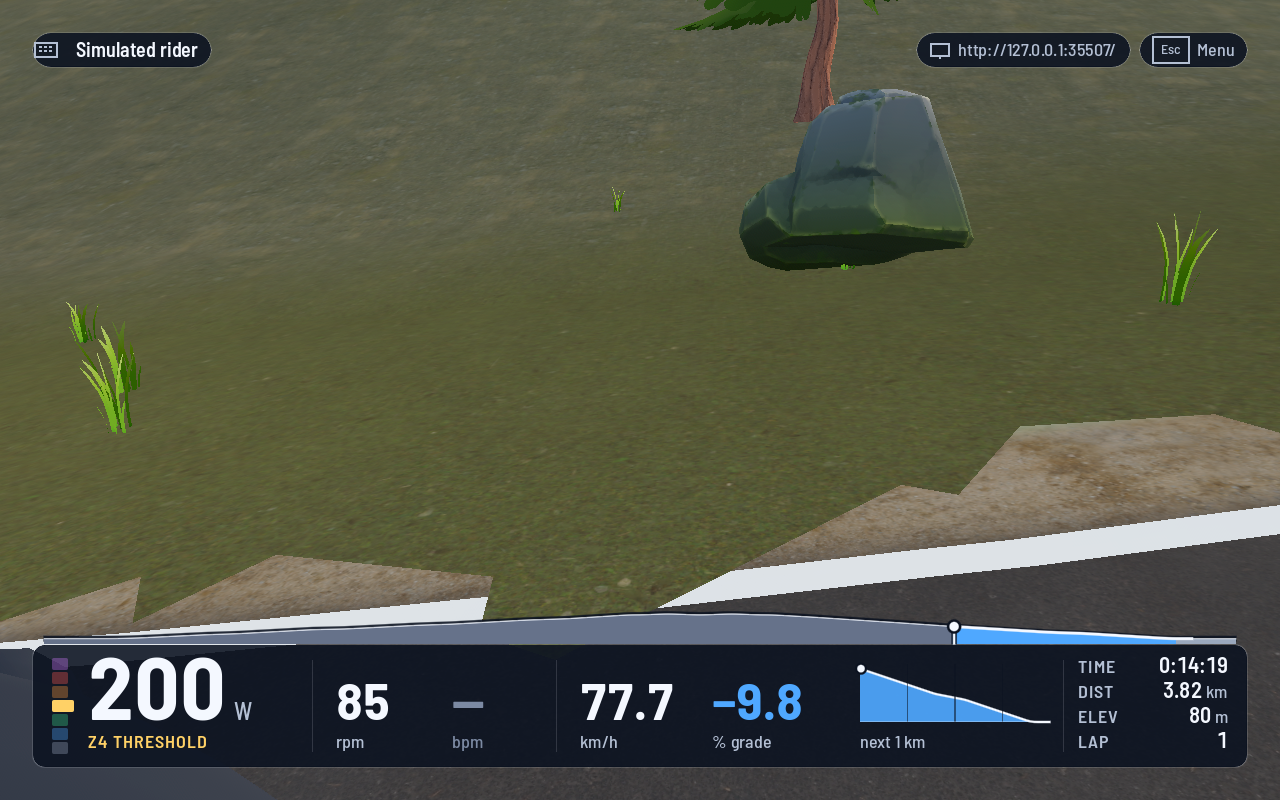 Simulated rider
http://127.0.0.1:35507/
Esc Menu
200 W
Z4 THRESHOLD
85
rpm
—
bpm
77.7
km/h
–9.8
% grade
next 1 km
TIME 0:14:19
DIST 3.82 km
ELEV 80 m
LAP 1